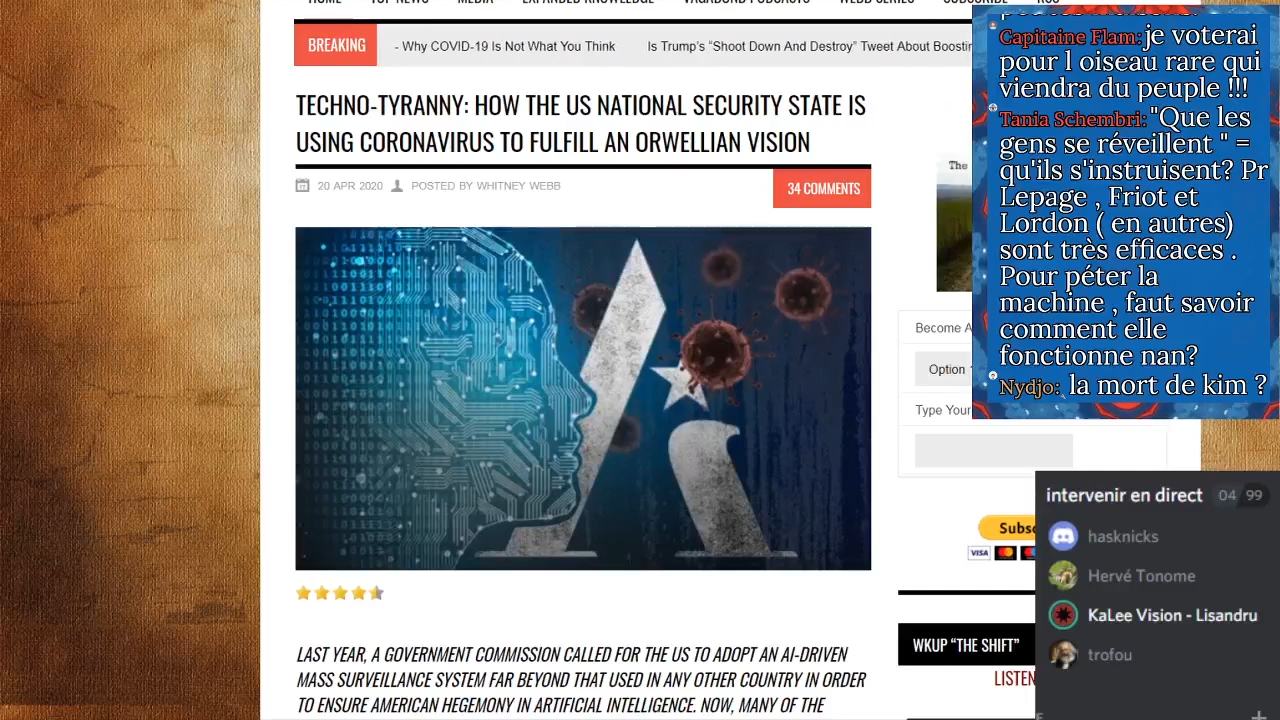 BREAKING
- Why COVID-19 Is Not What You Think
Is Trump's “Shoot Down And Destroy” Tweet About Boostin
TECHNO-TYRANNY: HOW THE US NATIONAL SECURITY STATE IS
USING CORONAVIRUS TO FULFILL AN ORWELLIAN VISION
20 APR 2020
POSTED BY WHITNEY WEBB
34 COMMENTS
LAST YEAR, A GOVERNMENT COMMISSION CALLED FOR THE US TO ADOPT AN AI-DRIVEN
MASS SURVEILLANCE SYSTEM FAR BEYOND THAT USED IN ANY OTHER COUNTRY IN ORDER
TO ENSURE AMERICAN HEGEMONY IN ARTIFICIAL INTELLIGENCE. NOW, MANY OF THE
The
Become A
Option
Type Your
Subs
VISA
WKUP “THE SHIFT”
LISTEN
Capitaine Flam: je voterai
pour l oiseau rare qui
viendra du peuple !!!
Tania Schembri: "Que les
gens se réveillent " =
qu'ils s'instruisent? Pr
Lepage , Friot et
Lordon ( en autres)
sont très efficaces .
Pour péter la
machine , faut savoir
comment elle
fonctionne nan?
Nydjo: la mort de kim ?
intervenir en direct 04 99
hasknicks
Hervé Tonome
KaLee Vision - Lisandru
trofou